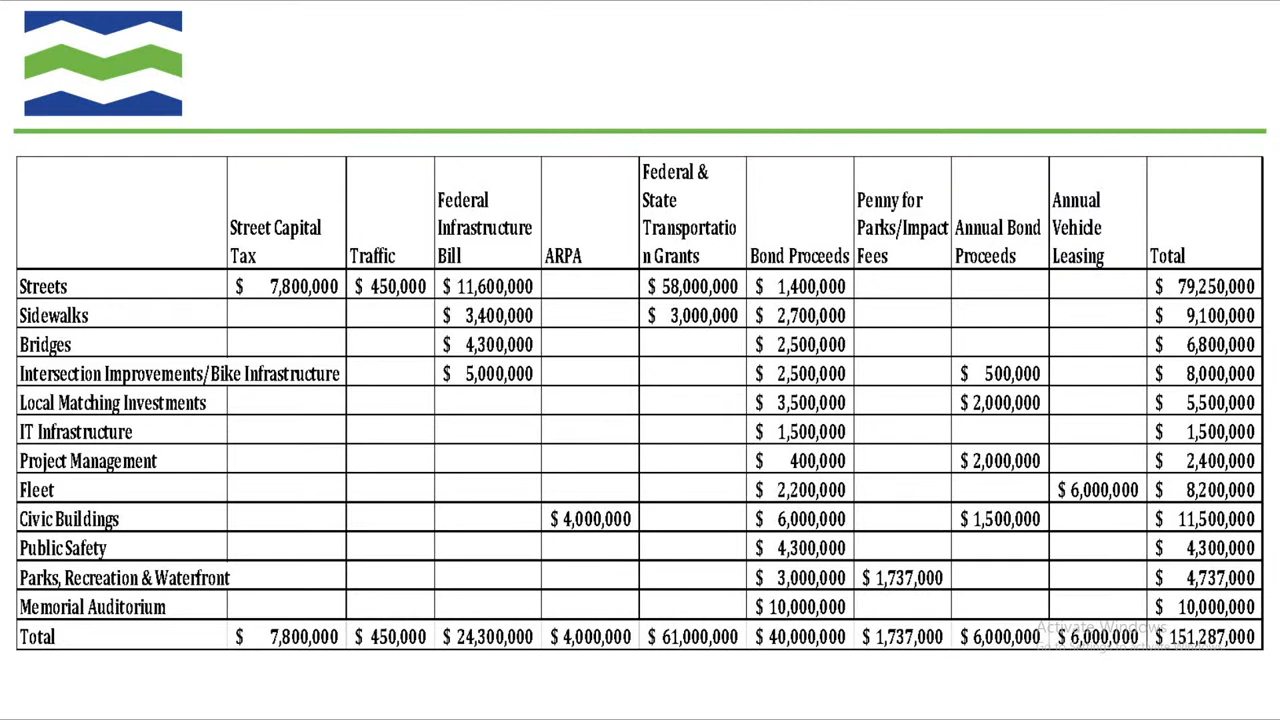 Street Capital Tax | Traffic | Federal Infrastructure Bill | ARPA | Federal & State Transportatio n Grants | Bond Proceeds | Penny for Parks/Impact Fees | Annual Bond Proceeds | Annual Vehicle Leasing | Total
Streets $ 7,800,000 $ 450,000 $ 11,600,000 $ 58,000,000 $ 1,400,000 $ 79,250,000
Sidewalks $ 3,400,000 $ 3,000,000 $ 2,700,000 $ 9,100,000
Bridges $ 4,300,000 $ 2,500,000 $ 6,800,000
Intersection Improvements/Bike Infrastructure $ 5,000,000 $ 2,500,000 $ 500,000 $ 8,000,000
Local Matching Investments $ 3,500,000 $ 2,000,000 $ 5,500,000
IT Infrastructure $ 1,500,000 $ 1,500,000
Project Management $ 400,000 $ 2,000,000 $ 2,400,000
Fleet $ 2,200,000 $ 6,000,000 $ 8,200,000
Civic Buildings $ 4,000,000 $ 6,000,000 $ 1,500,000 $ 11,500,000
Public Safety $ 4,300,000 $ 4,300,000
Parks, Recreation & Waterfront $ 3,000,000 $ 1,737,000 $ 4,737,000
Memorial Auditorium $ 10,000,000 $ 10,000,000
Total $ 7,800,000 $ 450,000 $ 24,300,000 $ 4,000,000 $ 61,000,000 $ 40,000,000 $ 1,737,000 $ 6,000,000 $ 6,000,000 $ 151,287,000
Activate Windows